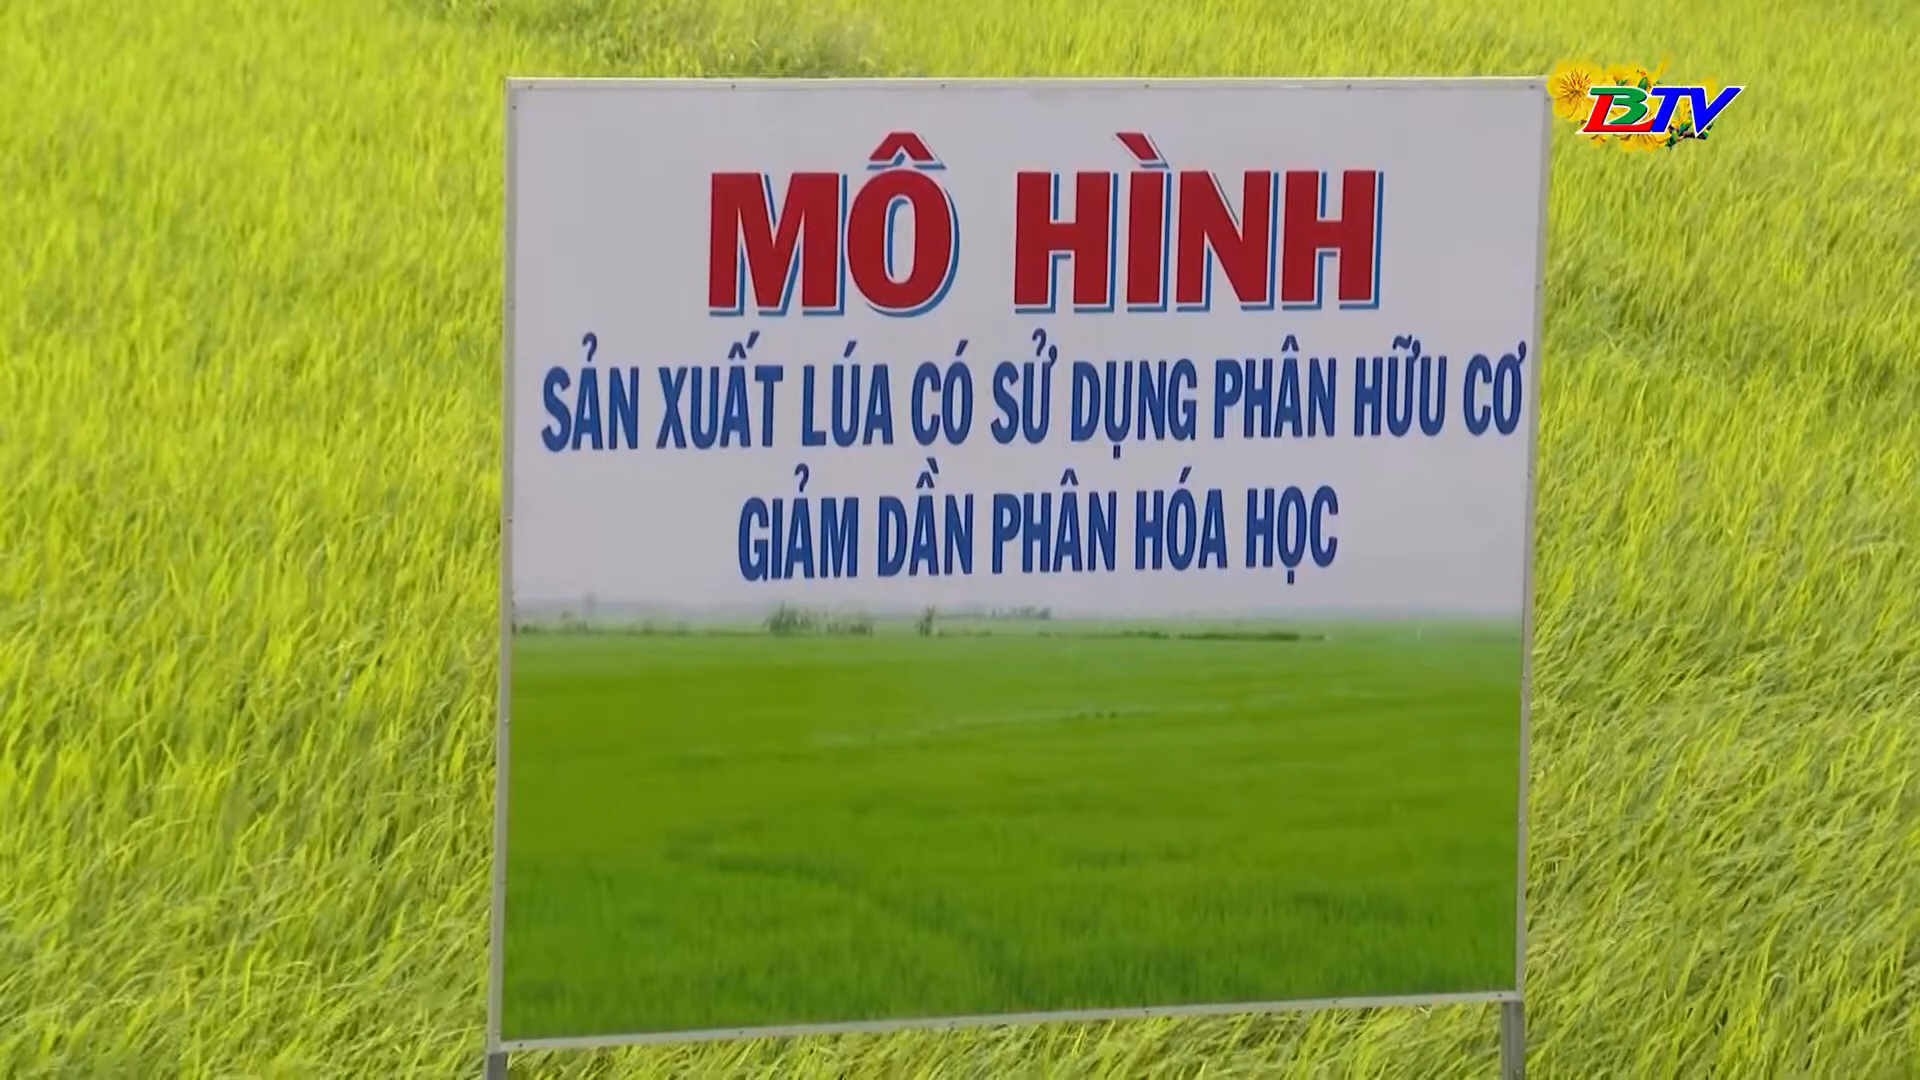 BTV
MÔ HÌNH
SẢN XUẤT LÚA CÓ SỬ DỤNG PHÂN HỮU CƠ
GIẢM DẦN PHÂN HÓA HỌC